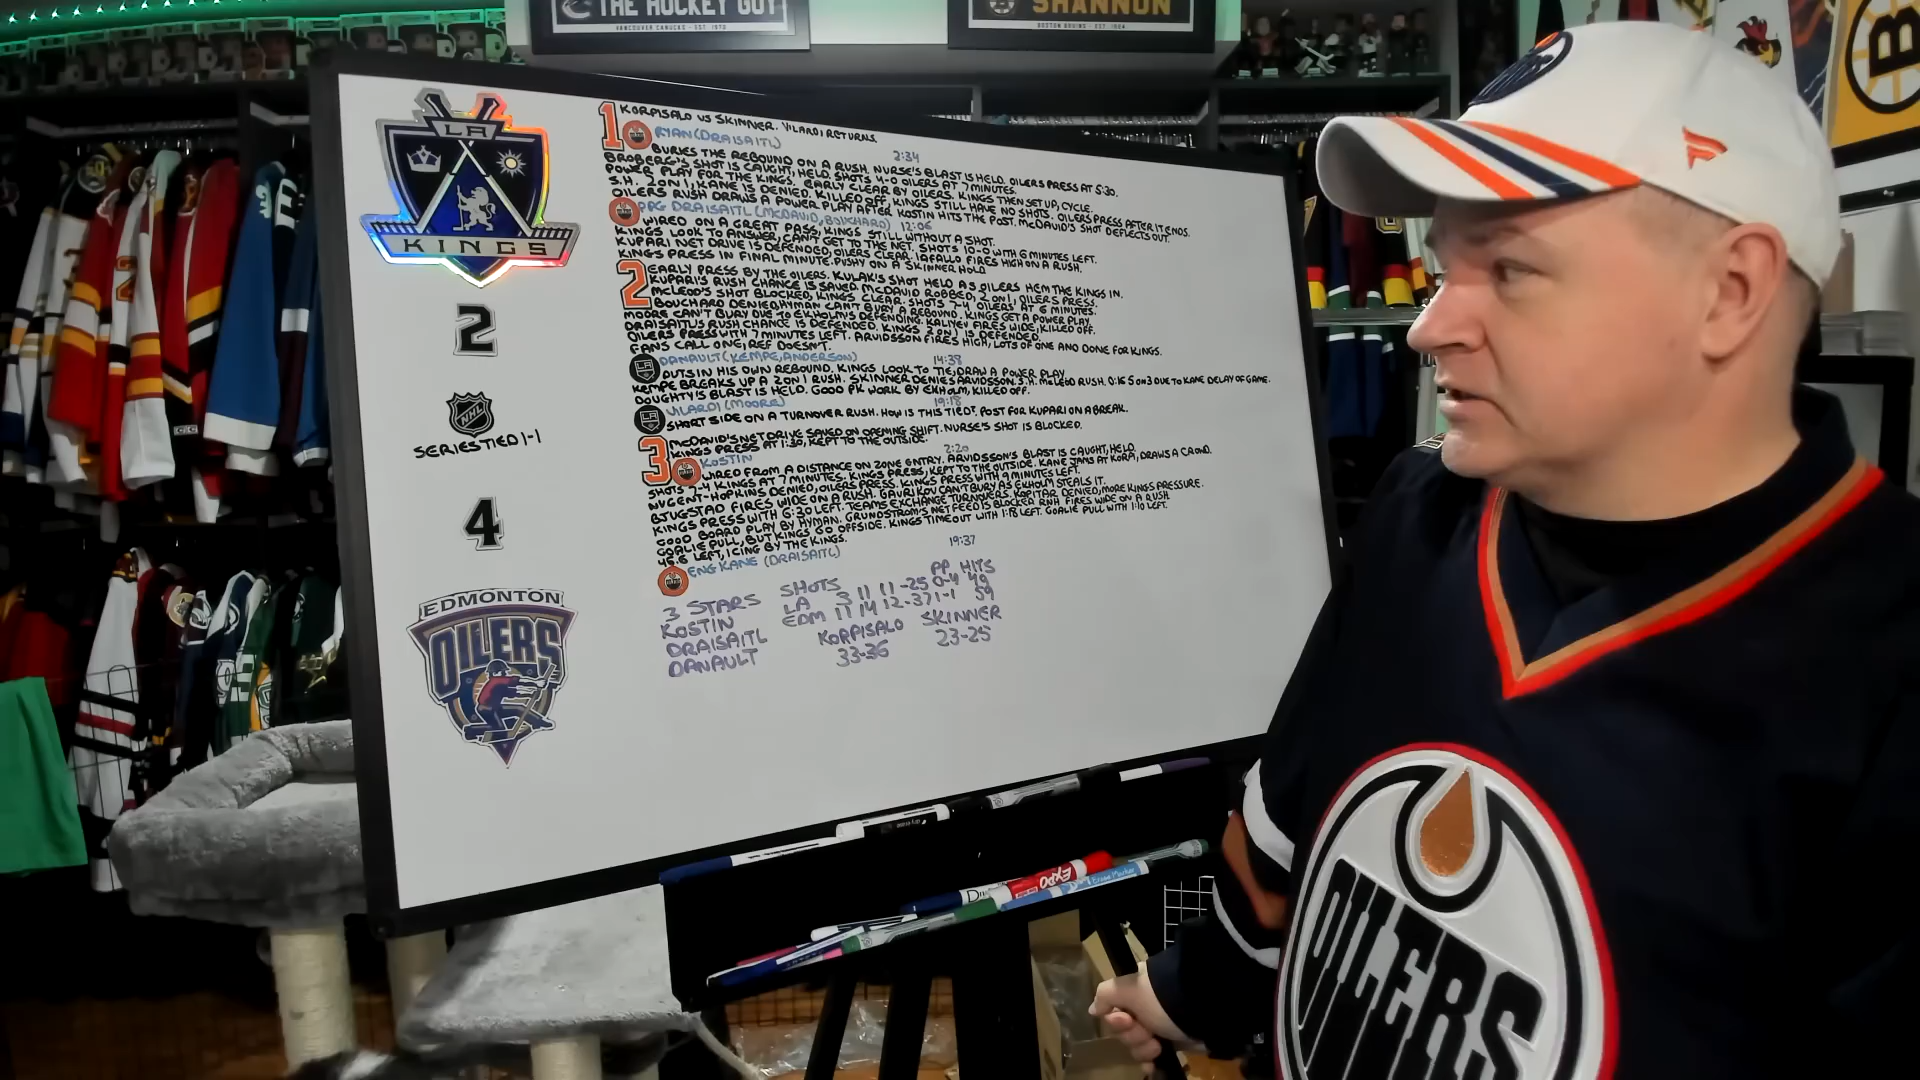 THE HOCKEY GUY
VANCOUVER CANUCKS - EST 1970
SHANNON
BOSTON BRUINS - EST 1924
LA
KINGS
2
NHL
SERIES TIED 1-1
4
EDMONTON
OILERS
1 KORPISALO VS SKINNER. VILARDI RETURNS.
RYAN (DRAISAITL) 2:34
BURIES THE REBOUND ON A RUSH. NURSE'S BLAST IS HELD. OILERS PRESS AT 5:30.
BROBERG'S SHOT IS CAUGHT, HELD. SHOTS 4-0 OILERS AT 7 MINUTES.
POWER PLAY FOR THE KINGS. EARLY CLEAR BY OILERS. KINGS THEN SET UP, CYCLE.
S.H. 2 ON 1, KANE IS DENIED. KILLED OFF, KINGS STILL HAVE NO SHOTS. OILERS PRESS AFTER IT ENDS.
OILERS RUSH DRAWS A POWER PLAY AFTER KOSTIN HITS THE POST. MCDAVID'S SHOT DEFLECTS OUT.
PPG DRAISAITL (MCDAVID, BOUCHARD) 12:06
WIRED ON A GREAT PASS, KINGS STILL WITHOUT A SHOT.
KINGS LOOK TO ANSWER, CAN'T GET TO THE NET. SHOTS 10-0 WITH 6 MINUTES LEFT.
KUPARI NET DRIVE IS DEFENDED, OILERS CLEAR. IAFALLO FIRES HIGH ON A RUSH.
KINGS PRESS IN FINAL MINUTE. PUSHY ON A SKINNER HOLD
2 EARLY PRESS BY THE OILERS. KULAK'S SHOT HELD AS OILERS HEM THE KINGS IN.
KUPARI'S RUSH CHANCE IS SAVED. MCDAVID ROBBED, 2 ON 1, OILERS PRESS.
MCLEOD'S SHOT BLOCKED, KINGS CLEAR. SHOTS 7-4 OILERS AT 6 MINUTES.
BOUCHARD DENIED, HYMAN CAN'T BURY A REBOUND. KINGS GET A POWER PLAY.
MOORE CAN'T BURY DUE TO EKHOLM'S DEFENDING. KALIYEV FIRES WIDE, KILLED OFF.
DRAISAITL'S RUSH CHANCE IS DEFENDED. KINGS 2 ON 1 IS DEFENDED.
OILERS PRESS WITH 7 MINUTES LEFT. ARVIDSSON FIRES HIGH, LOTS OF ONE AND DONE FOR KINGS.
FANS CALL ONE, REF DOESN'T.
DANAULT (KEMPE, ANDERSON) 14:38
PUTS IN HIS OWN REBOUND. KINGS LOOK TO TIE, DRAW A POWER PLAY
KEMPE BREAKS UP A 2 ON 1 RUSH. SKINNER DENIES ARVIDSSON. S.H. MCLEOD RUSH. 0:16 5 ON 3 DUE TO KANE DELAY OF GAME.
DOUGHTY'S BLAST IS HELD. GOOD PK WORK BY EKHOLM, KILLED OFF.
VILARDI (MOORE) 19:18
SHORT SIDE ON A TURNOVER RUSH. HOW IS THIS TIED?. POST FOR KUPARI ON A BREAK.
3 MCDAVID'S NET DRIVE SAVED ON OPENING SHIFT. NURSE'S SHOT IS BLOCKED.
KINGS PRESS AT 1:30, KEPT TO THE OUTSIDE.
KOSTIN 2:20
WIRED FROM A DISTANCE ON ZONE ENTRY. ARVIDSSON'S BLAST IS CAUGHT, HELD.
SHOTS 7-4 KINGS AT 7 MINUTES. KINGS PRESS, KEPT TO THE OUTSIDE. KANE JAMS AT KORPI, DRAWS A CROWD.
NUGENT-HOPKINS DENIED, OILERS PRESS. KINGS PRESS WITH 9 MINUTES LEFT.
BJUGSTAD FIRES WIDE ON A RUSH. GAVRIKOV CAN'T BURY AS EKHOLM STEALS IT.
KINGS PRESS WITH 6:30 LEFT. TEAMS EXCHANGE TURNOVERS. KOPITAR DENIED, MORE KINGS PRESSURE.
GOOD BOARD PLAY BY HYMAN. GRUNDSTROM'S NET FEED IS BLOCKED. RNH FIRES WIDE ON A RUSH
GOALIE PULL, BUT KINGS GO OFFSIDE. KINGS TIMEOUT WITH 1:18 LEFT. GOALIE PULL WITH 1:10 LEFT.
45.6 LEFT, ICING BY THE KINGS.
ENG KANE (DRAISAITL) 19:37
3 STARS
KOSTIN
DRAISAITL
DANAULT
SHOTS PP HITS
LA 3 11 11 - 25 0-4 49
EDM 11 14 12 - 37 1-1 59
KORPISALO SKINNER
33-36 23-25
EXPO
OILERS